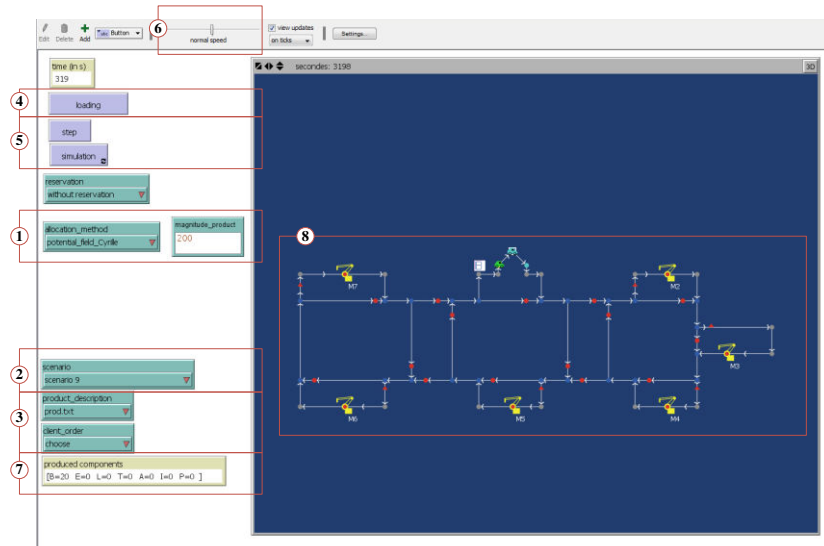 6
Edit Delete Add Button normal speed view updates on ticks Settings...
time (in s)
319
secondes: 3198 3D
4 loading
5 step
simulation
reservation
without reservation
1 allocation_method
potential_field_Cyrille
magnitude_product
200
8
M7 M2
M3
M6 M5 M4
2 scenario
scenario 9
3 product_description
prod.txt
client_order
choose
7 produced components
[B=20 E=0 L=0 T=0 A=0 I=0 P=0 ]